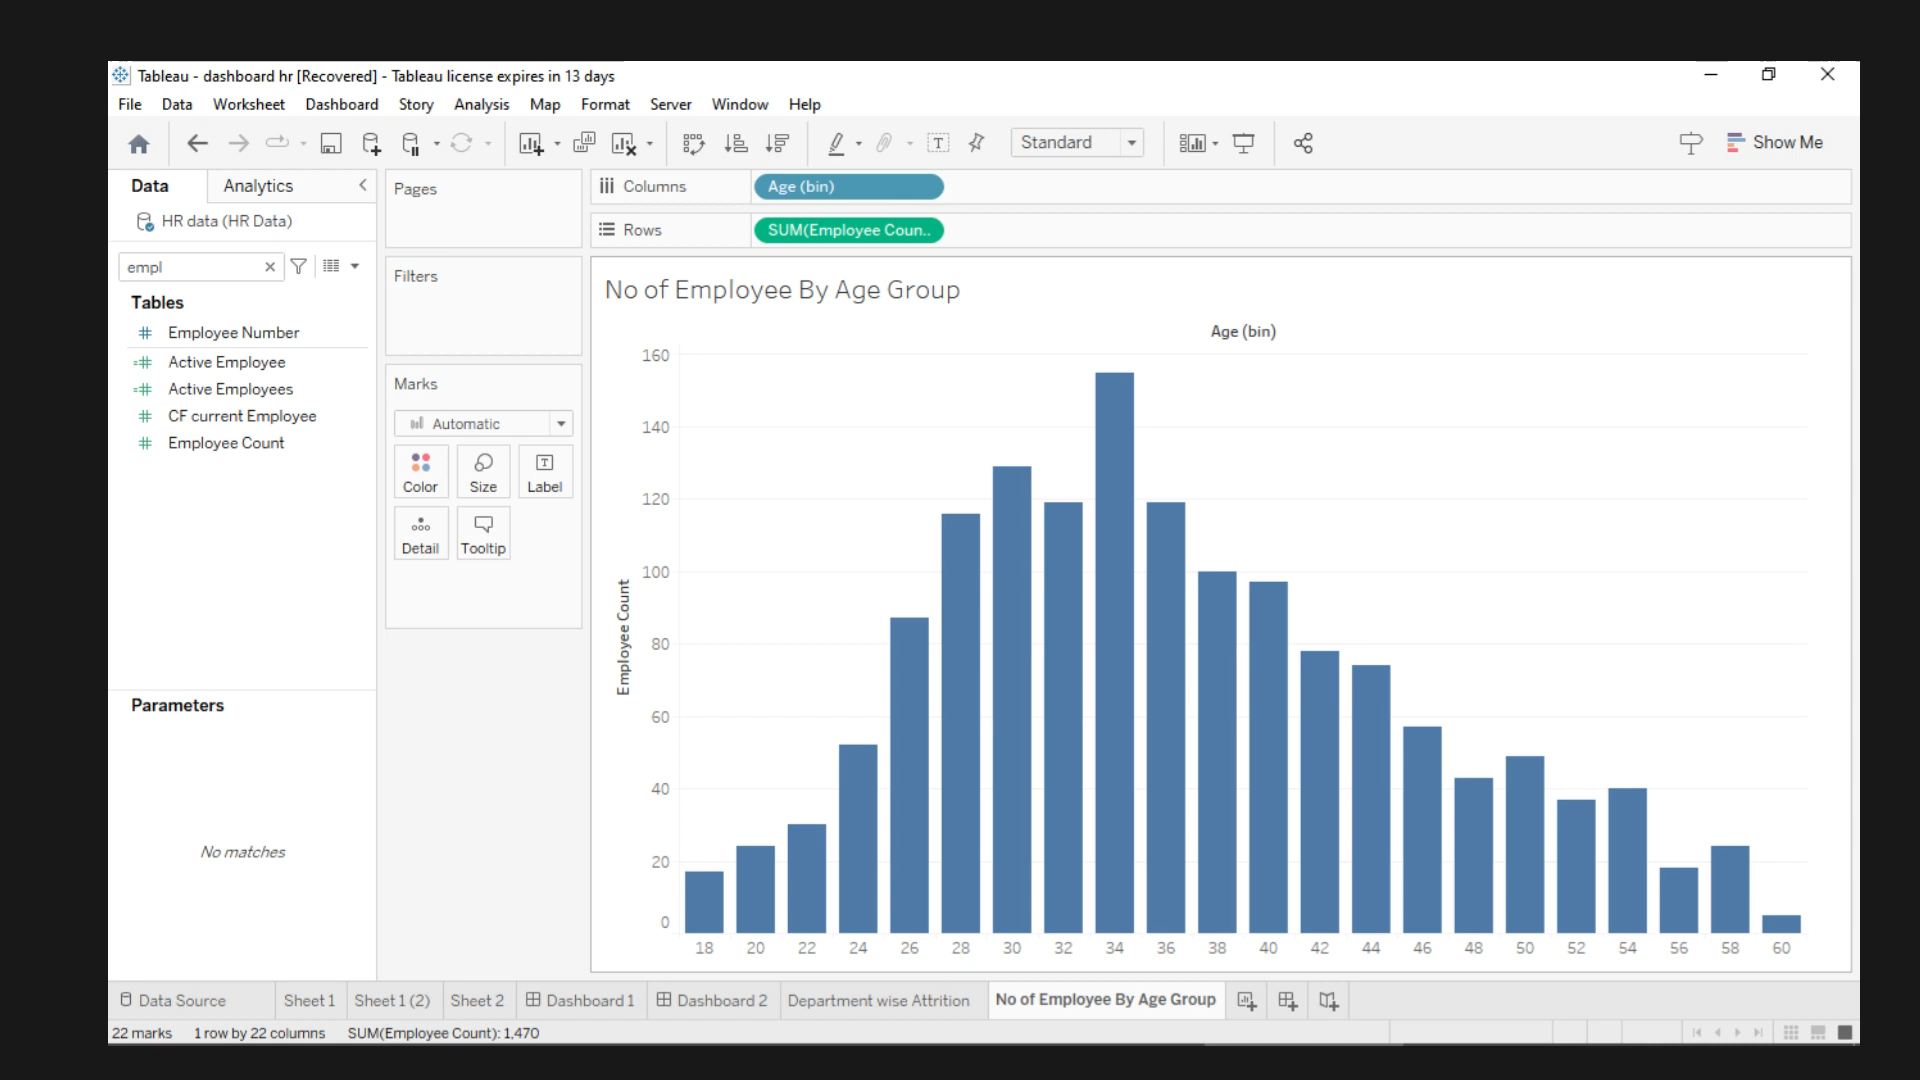 Tableau - dashboard hr [Recovered] - Tableau license expires in 13 days
File Data Worksheet Dashboard Story Analysis Map Format Server Window Help
Standard
Show Me
Data Analytics
HR data (HR Data)
empl
Tables
Employee Number
Active Employee
Active Employees
CF current Employee
Employee Count
Parameters
No matches
Pages
Filters
Marks
Automatic
Color Size Label
Detail Tooltip
Columns Age (bin)
Rows SUM(Employee Coun..
No of Employee By Age Group
Age (bin)
160
140
120
100
80
60
40
20
0
Employee Count
18 20 22 24 26 28 30 32 34 36 38 40 42 44 46 48 50 52 54 56 58 60
Data Source Sheet 1 Sheet 1 (2) Sheet 2 Dashboard 1 Dashboard 2 Department wise Attrition No of Employee By Age Group
22 marks 1 row by 22 columns SUM(Employee Count): 1,470